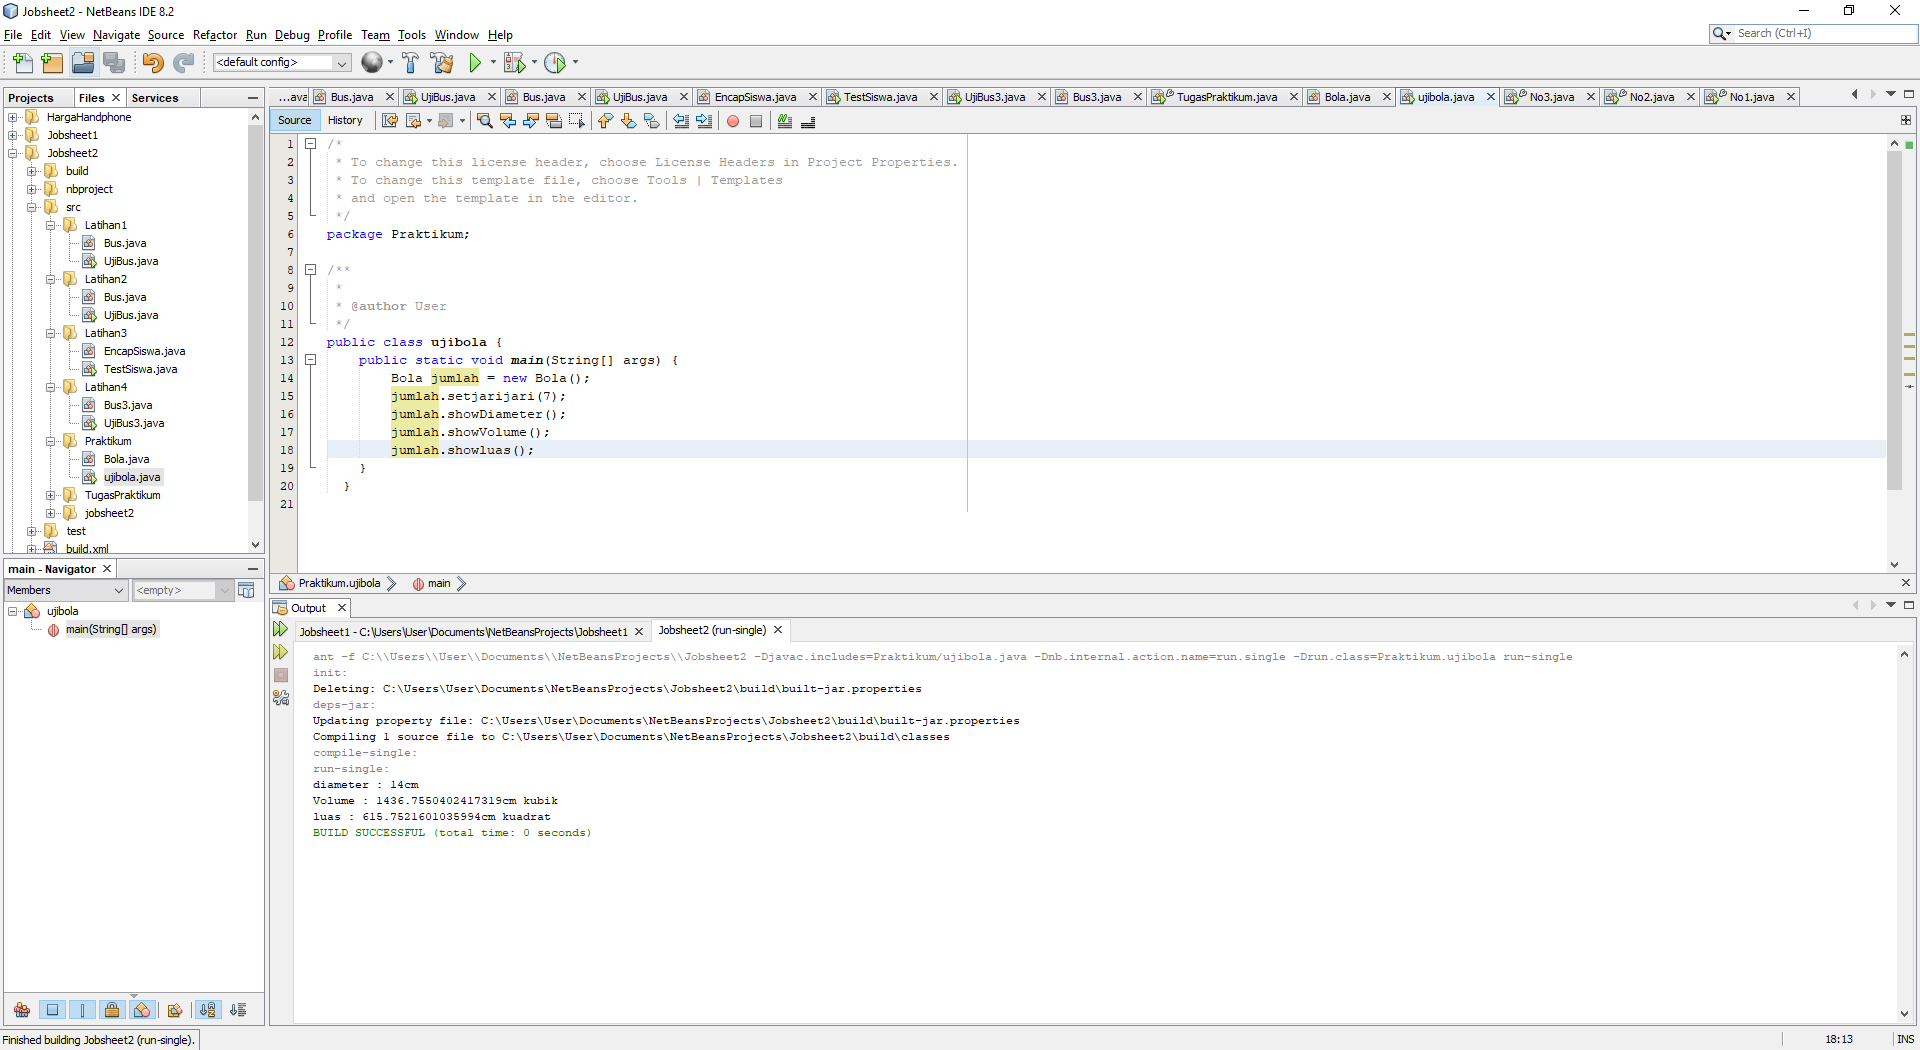 Jobsheet2 - NetBeans IDE 8.2
File Edit View Navigate Source Refactor Run Debug Profile Team Tools Window Help
Search (Ctrl+I)
<default config>
Projects Files Services
...ava Bus.java UjiBus.java Bus.java UjiBus.java EncapSiswa.java TestSiswa.java UjiBus3.java Bus3.java TugasPraktikum.java Bola.java ujibola.java No3.java No2.java No1.java
Source History
HargaHandphone
Jobsheet1
Jobsheet2
build
nbproject
src
Latihan1
Bus.java
UjiBus.java
Latihan2
Bus.java
UjiBus.java
Latihan3
EncapSiswa.java
TestSiswa.java
Latihan4
Bus3.java
UjiBus3.java
Praktikum
Bola.java
ujibola.java
TugasPraktikum
jobsheet2
test
build.xml
1 /*
2 * To change this license header, choose License Headers in Project Properties.
3 * To change this template file, choose Tools | Templates
4 * and open the template in the editor.
5 */
6 package Praktikum;
7
8 /**
9 *
10 * @author User
11 */
12 public class ujibola {
13 public static void main(String[] args) {
14 Bola jumlah = new Bola();
15 jumlah.setjarijari(7);
16 jumlah.showDiameter();
17 jumlah.showVolume();
18 jumlah.showluas();
19 }
20 }
21
Praktikum.ujibola main
main - Navigator
Members <empty>
ujibola
main(String[] args)
Output
Jobsheet1 - C:\Users\User\Documents\NetBeansProjects\Jobsheet1 Jobsheet2 (run-single)
ant -f C:\\Users\\User\\Documents\\NetBeansProjects\\Jobsheet2 -Djavac.includes=Praktikum/ujibola.java -Dnb.internal.action.name=run.single -Drun.class=Praktikum.ujibola run-single
init:
Deleting: C:\Users\User\Documents\NetBeansProjects\Jobsheet2\build\built-jar.properties
deps-jar:
Updating property file: C:\Users\User\Documents\NetBeansProjects\Jobsheet2\build\built-jar.properties
Compiling 1 source file to C:\Users\User\Documents\NetBeansProjects\Jobsheet2\build\classes
compile-single:
run-single:
diameter : 14cm
Volume : 1436.7550402417319cm kubik
luas : 615.7521601035994cm kuadrat
BUILD SUCCESSFUL (total time: 0 seconds)
Finished building Jobsheet2 (run-single).
18:13 INS